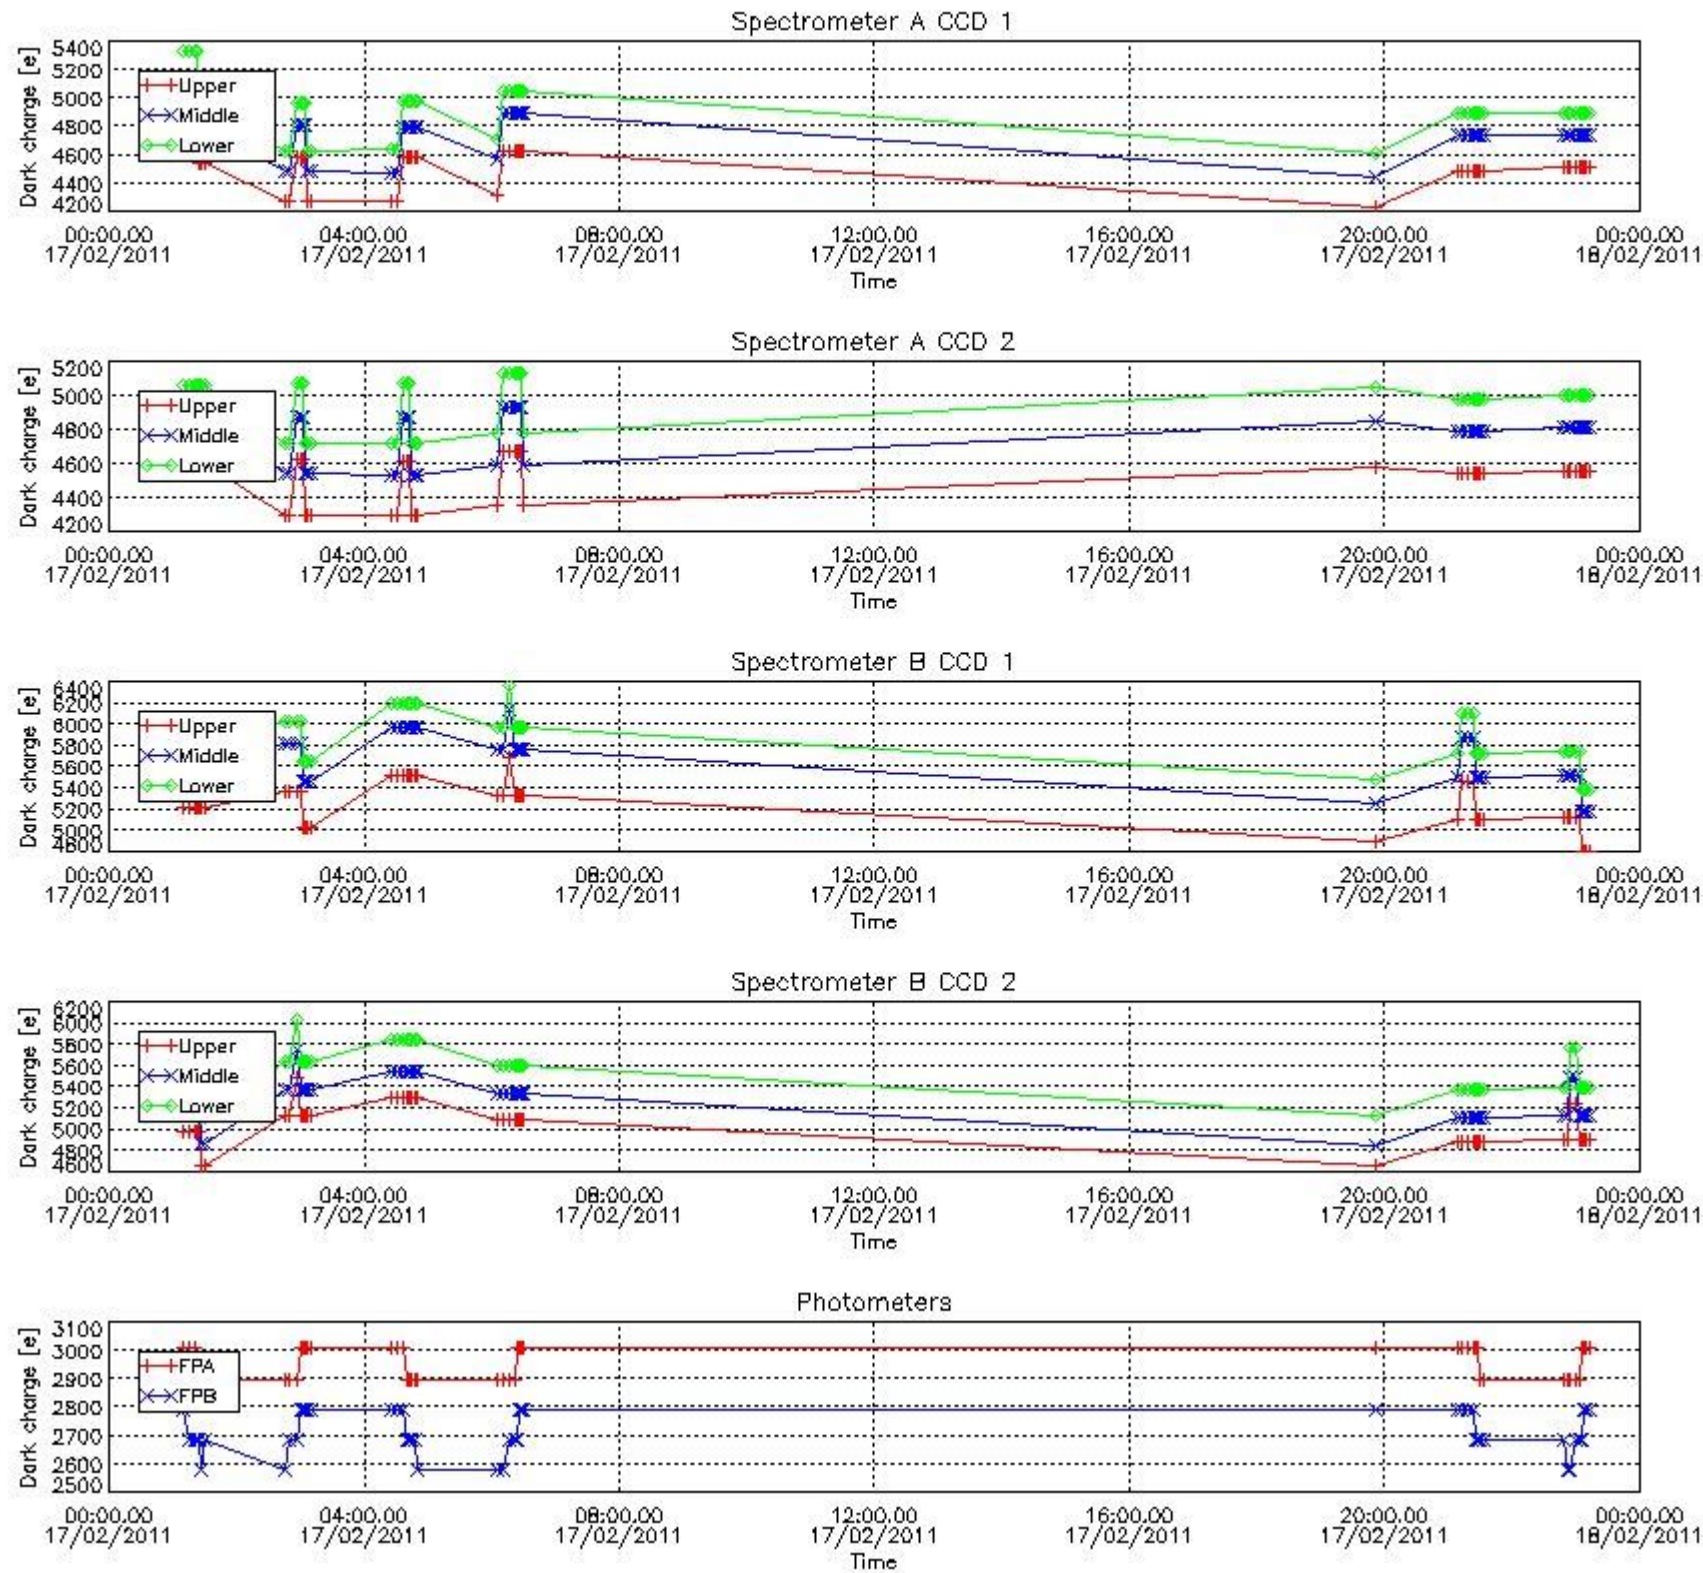 Spectrometer A CCD 1
Dark charge [e]
5400
5200
5000
4800
4600
4400
4200
Upper
Middle
Lower
00:00.00 04:00.00 08:00.00 12:00.00 16:00.00 20:00.00 00:00.00
17/02/2011 17/02/2011 17/02/2011 17/02/2011 17/02/2011 17/02/2011 18/02/2011
Time
Spectrometer A CCD 2
Dark charge [e]
5200
5000
4800
4600
4400
4200
Upper
Middle
Lower
00:00.00 04:00.00 08:00.00 12:00.00 16:00.00 20:00.00 00:00.00
17/02/2011 17/02/2011 17/02/2011 17/02/2011 17/02/2011 17/02/2011 18/02/2011
Time
Spectrometer B CCD 1
Dark charge [e]
6400
6200
6000
5800
5600
5400
5200
5000
4800
Upper
Middle
Lower
00:00.00 04:00.00 08:00.00 12:00.00 16:00.00 20:00.00 00:00.00
17/02/2011 17/02/2011 17/02/2011 17/02/2011 17/02/2011 17/02/2011 18/02/2011
Time
Spectrometer B CCD 2
Dark charge [e]
6200
6000
5800
5600
5400
5200
5000
4800
4600
Upper
Middle
Lower
00:00.00 04:00.00 08:00.00 12:00.00 16:00.00 20:00.00 00:00.00
17/02/2011 17/02/2011 17/02/2011 17/02/2011 17/02/2011 17/02/2011 18/02/2011
Time
Photometers
Dark charge [e]
3100
3000
2900
2800
2700
2600
2500
FPA
FPB
00:00.00 04:00.00 08:00.00 12:00.00 16:00.00 20:00.00 00:00.00
17/02/2011 17/02/2011 17/02/2011 17/02/2011 17/02/2011 17/02/2011 18/02/2011
Time